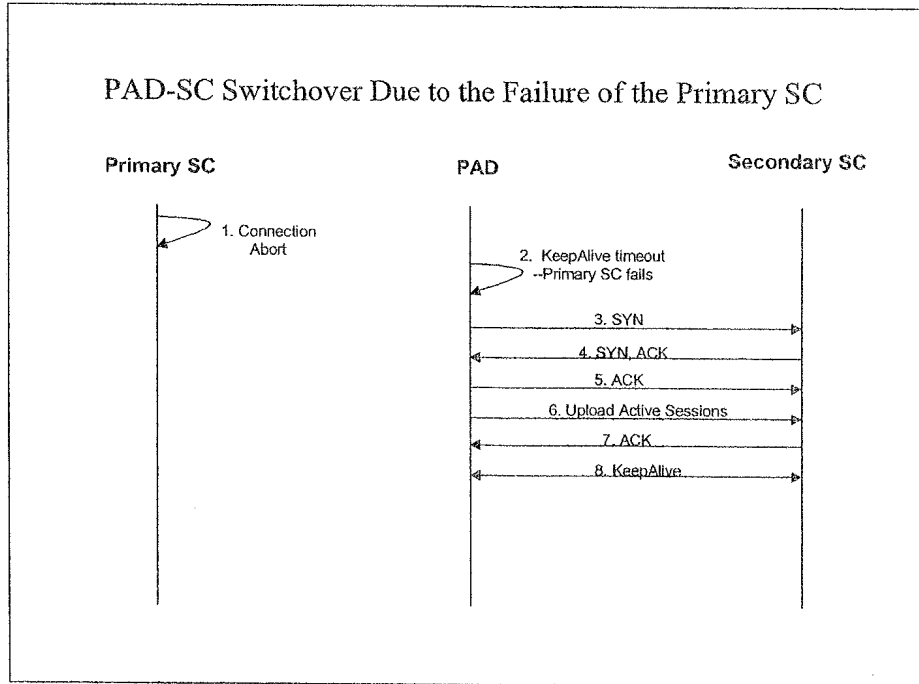 PAD-SC Switchover Due to the Failure of the Primary SC
Primary SC
PAD
Secondary SC
1. Connection
Abort
2. KeepAlive timeout
--Primary SC fails
3. SYN
4. SYN, ACK
5. ACK
6. Upload Active Sessions
7. ACK
8. KeepAlive